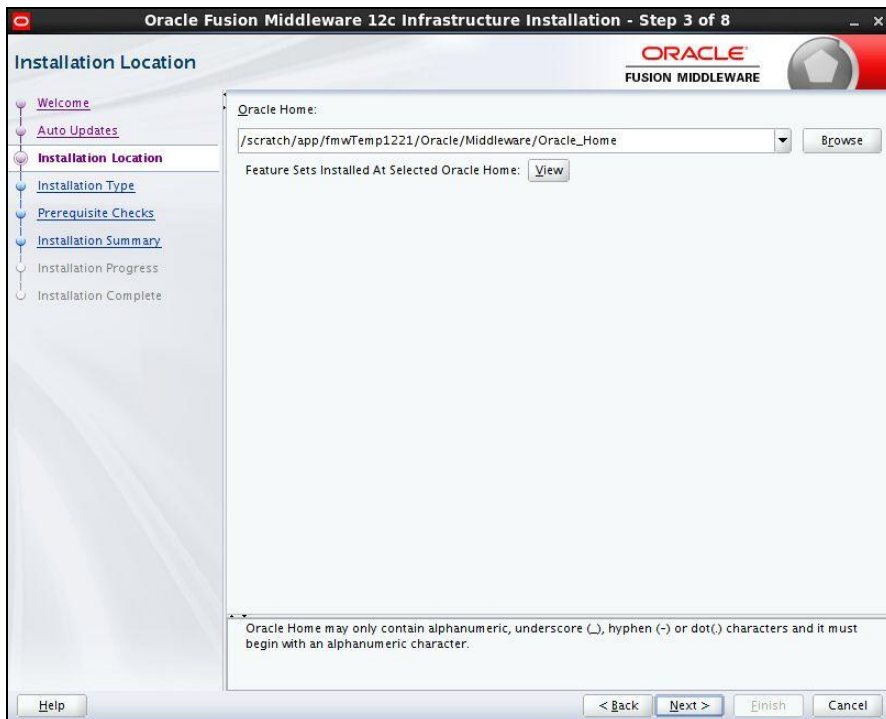 Oracle Fusion Middleware 12c Infrastructure Installation - Step 3 of 8
Installation Location
ORACLE
FUSION MIDDLEWARE
Welcome
Auto Updates
Installation Location
Installation Type
Prerequisite Checks
Installation Summary
Installation Progress
Installation Complete
Oracle Home:
/scratch/app/fmwTemp1221/Oracle/Middleware/Oracle_Home
Browse
Feature Sets Installed At Selected Oracle Home: View
Oracle Home may only contain alphanumeric, underscore (_), hyphen (-) or dot(.) characters and it must
begin with an alphanumeric character.
Help
< Back Next > Finish Cancel